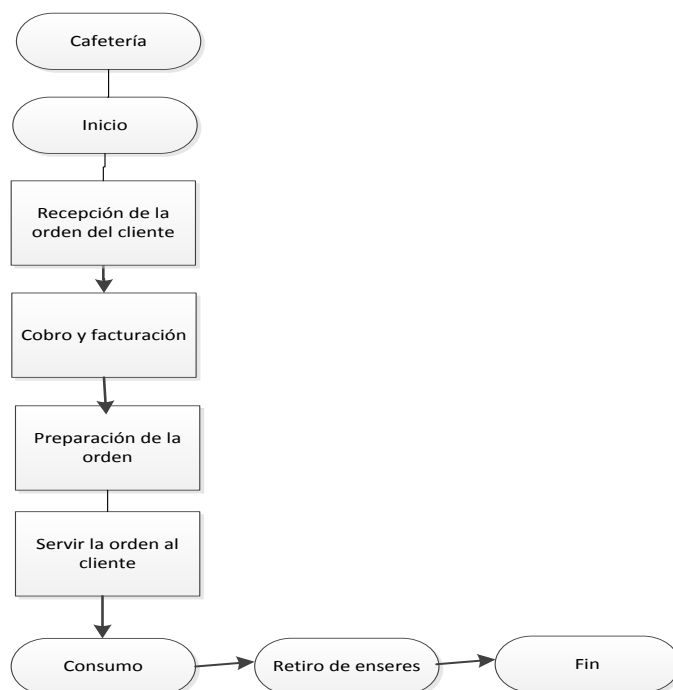 Cafetería
Inicio
Recepción de la
orden del cliente
Cobro y facturación
Preparación de la
orden
Servir la orden al
cliente
Consumo
Retiro de enseres
Fin